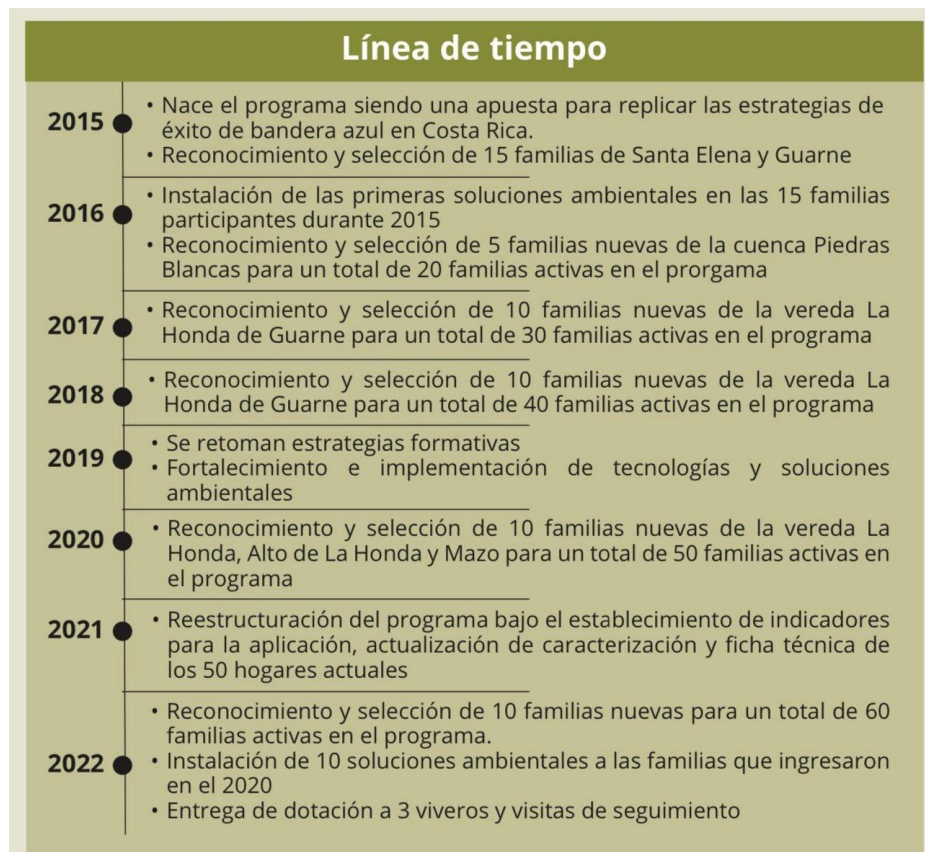 Línea de tiempo
2015
• Nace el programa siendo una apuesta para replicar las estrategias de
éxito de bandera azul en Costa Rica.
• Reconocimiento y selección de 15 familias de Santa Elena y Guarne
2016
• Instalación de las primeras soluciones ambientales en las 15 familias
participantes durante 2015
• Reconocimiento y selección de 5 familias nuevas de la cuenca Piedras
Blancas para un total de 20 familias activas en el prorgama
2017
• Reconocimiento y selección de 10 familias nuevas de la vereda La
Honda de Guarne para un total de 30 familias activas en el programa
2018
• Reconocimiento y selección de 10 familias nuevas de la vereda La
Honda de Guarne para un total de 40 familias activas en el programa
2019
• Se retoman estrategias formativas
• Fortalecimiento e implementación de tecnologías y soluciones
ambientales
2020
• Reconocimiento y selección de 10 familias nuevas de la vereda La
Honda, Alto de La Honda y Mazo para un total de 50 familias activas en
el programa
2021
• Reestructuración del programa bajo el establecimiento de indicadores
para la aplicación, actualización de caracterización y ficha técnica de
los 50 hogares actuales
2022
• Reconocimiento y selección de 10 familias nuevas para un total de 60
familias activas en el programa.
• Instalación de 10 soluciones ambientales a las familias que ingresaron
en el 2020
• Entrega de dotación a 3 viveros y visitas de seguimiento